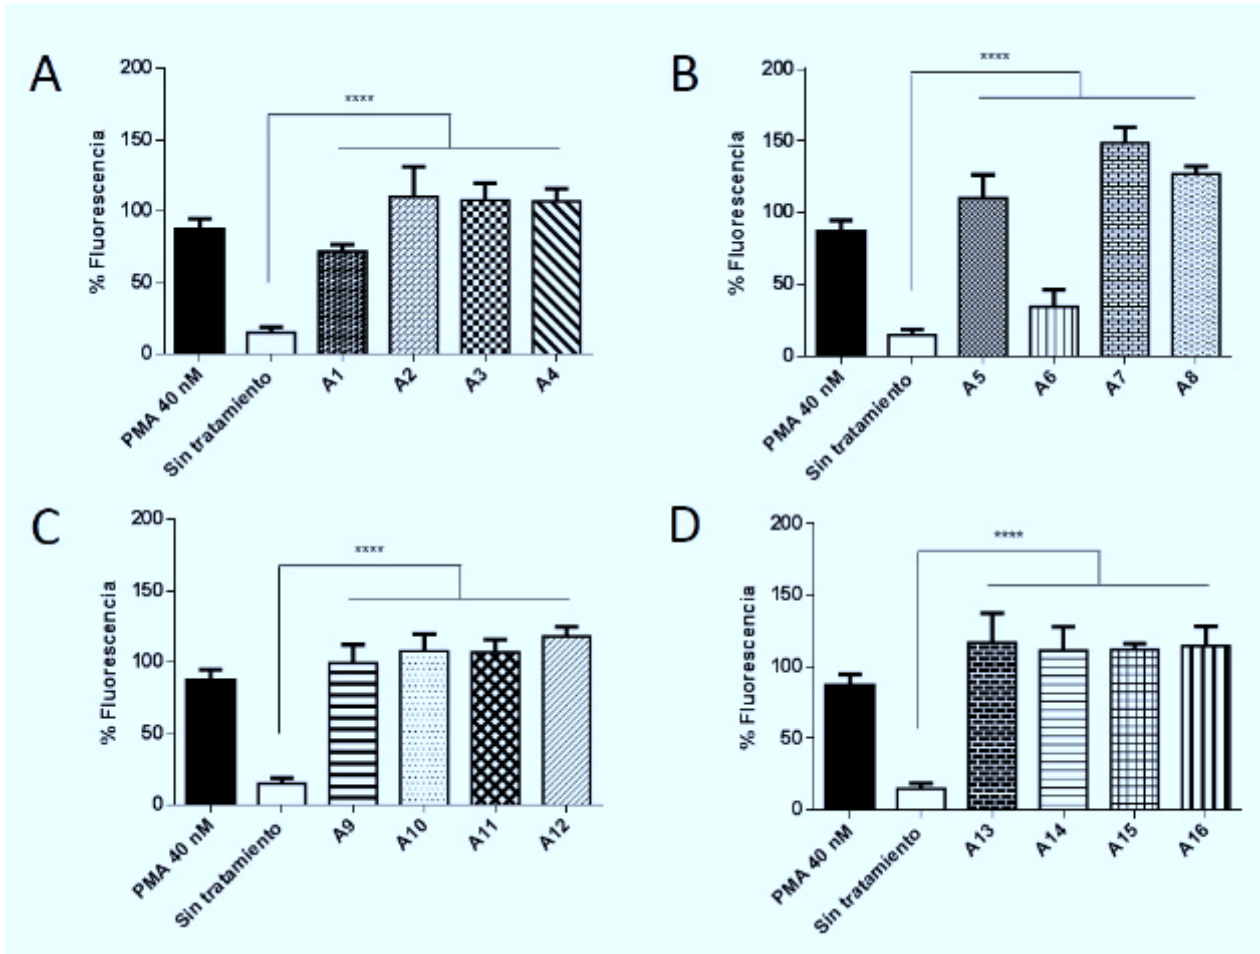 A
% Fluorescencia
200
150
100
50
0
****
PMA 40 nM
Sin tratamiento
A1
A2
A3
A4
B
% Fluorescencia
200
150
100
50
0
****
PMA 40 nM
Sin tratamiento
A5
A6
A7
A8
C
% Fluorescencia
200
150
100
50
0
****
PMA 40 nM
Sin tratamiento
A9
A10
A11
A12
D
% Fluorescencia
200
150
100
50
0
****
PMA 40 nM
Sin tratamiento
A13
A14
A15
A16